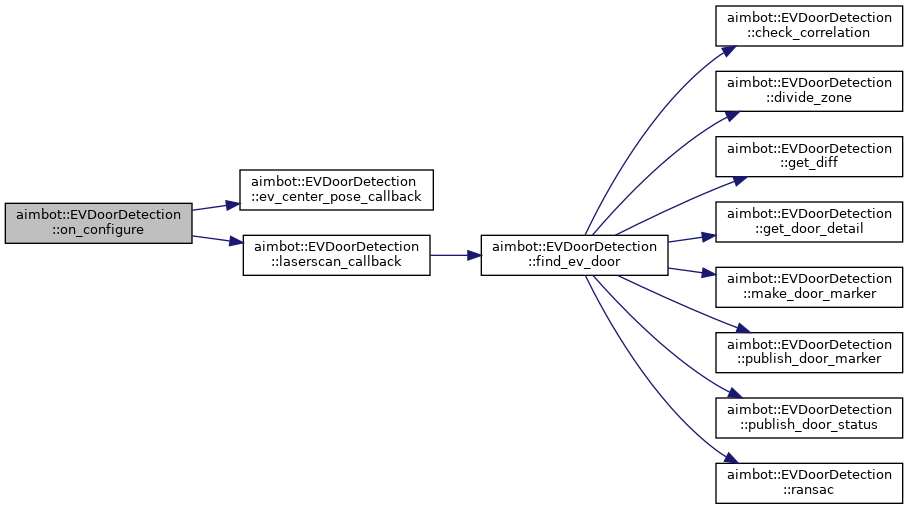 aimbot::EVDoorDetection
::on_configure
aimbot::EVDoorDetection
::ev_center_pose_callback
aimbot::EVDoorDetection
::laserscan_callback
aimbot::EVDoorDetection
::find_ev_door
aimbot::EVDoorDetection
::check_correlation
aimbot::EVDoorDetection
::divide_zone
aimbot::EVDoorDetection
::get_diff
aimbot::EVDoorDetection
::get_door_detail
aimbot::EVDoorDetection
::make_door_marker
aimbot::EVDoorDetection
::publish_door_marker
aimbot::EVDoorDetection
::publish_door_status
aimbot::EVDoorDetection
::ransac